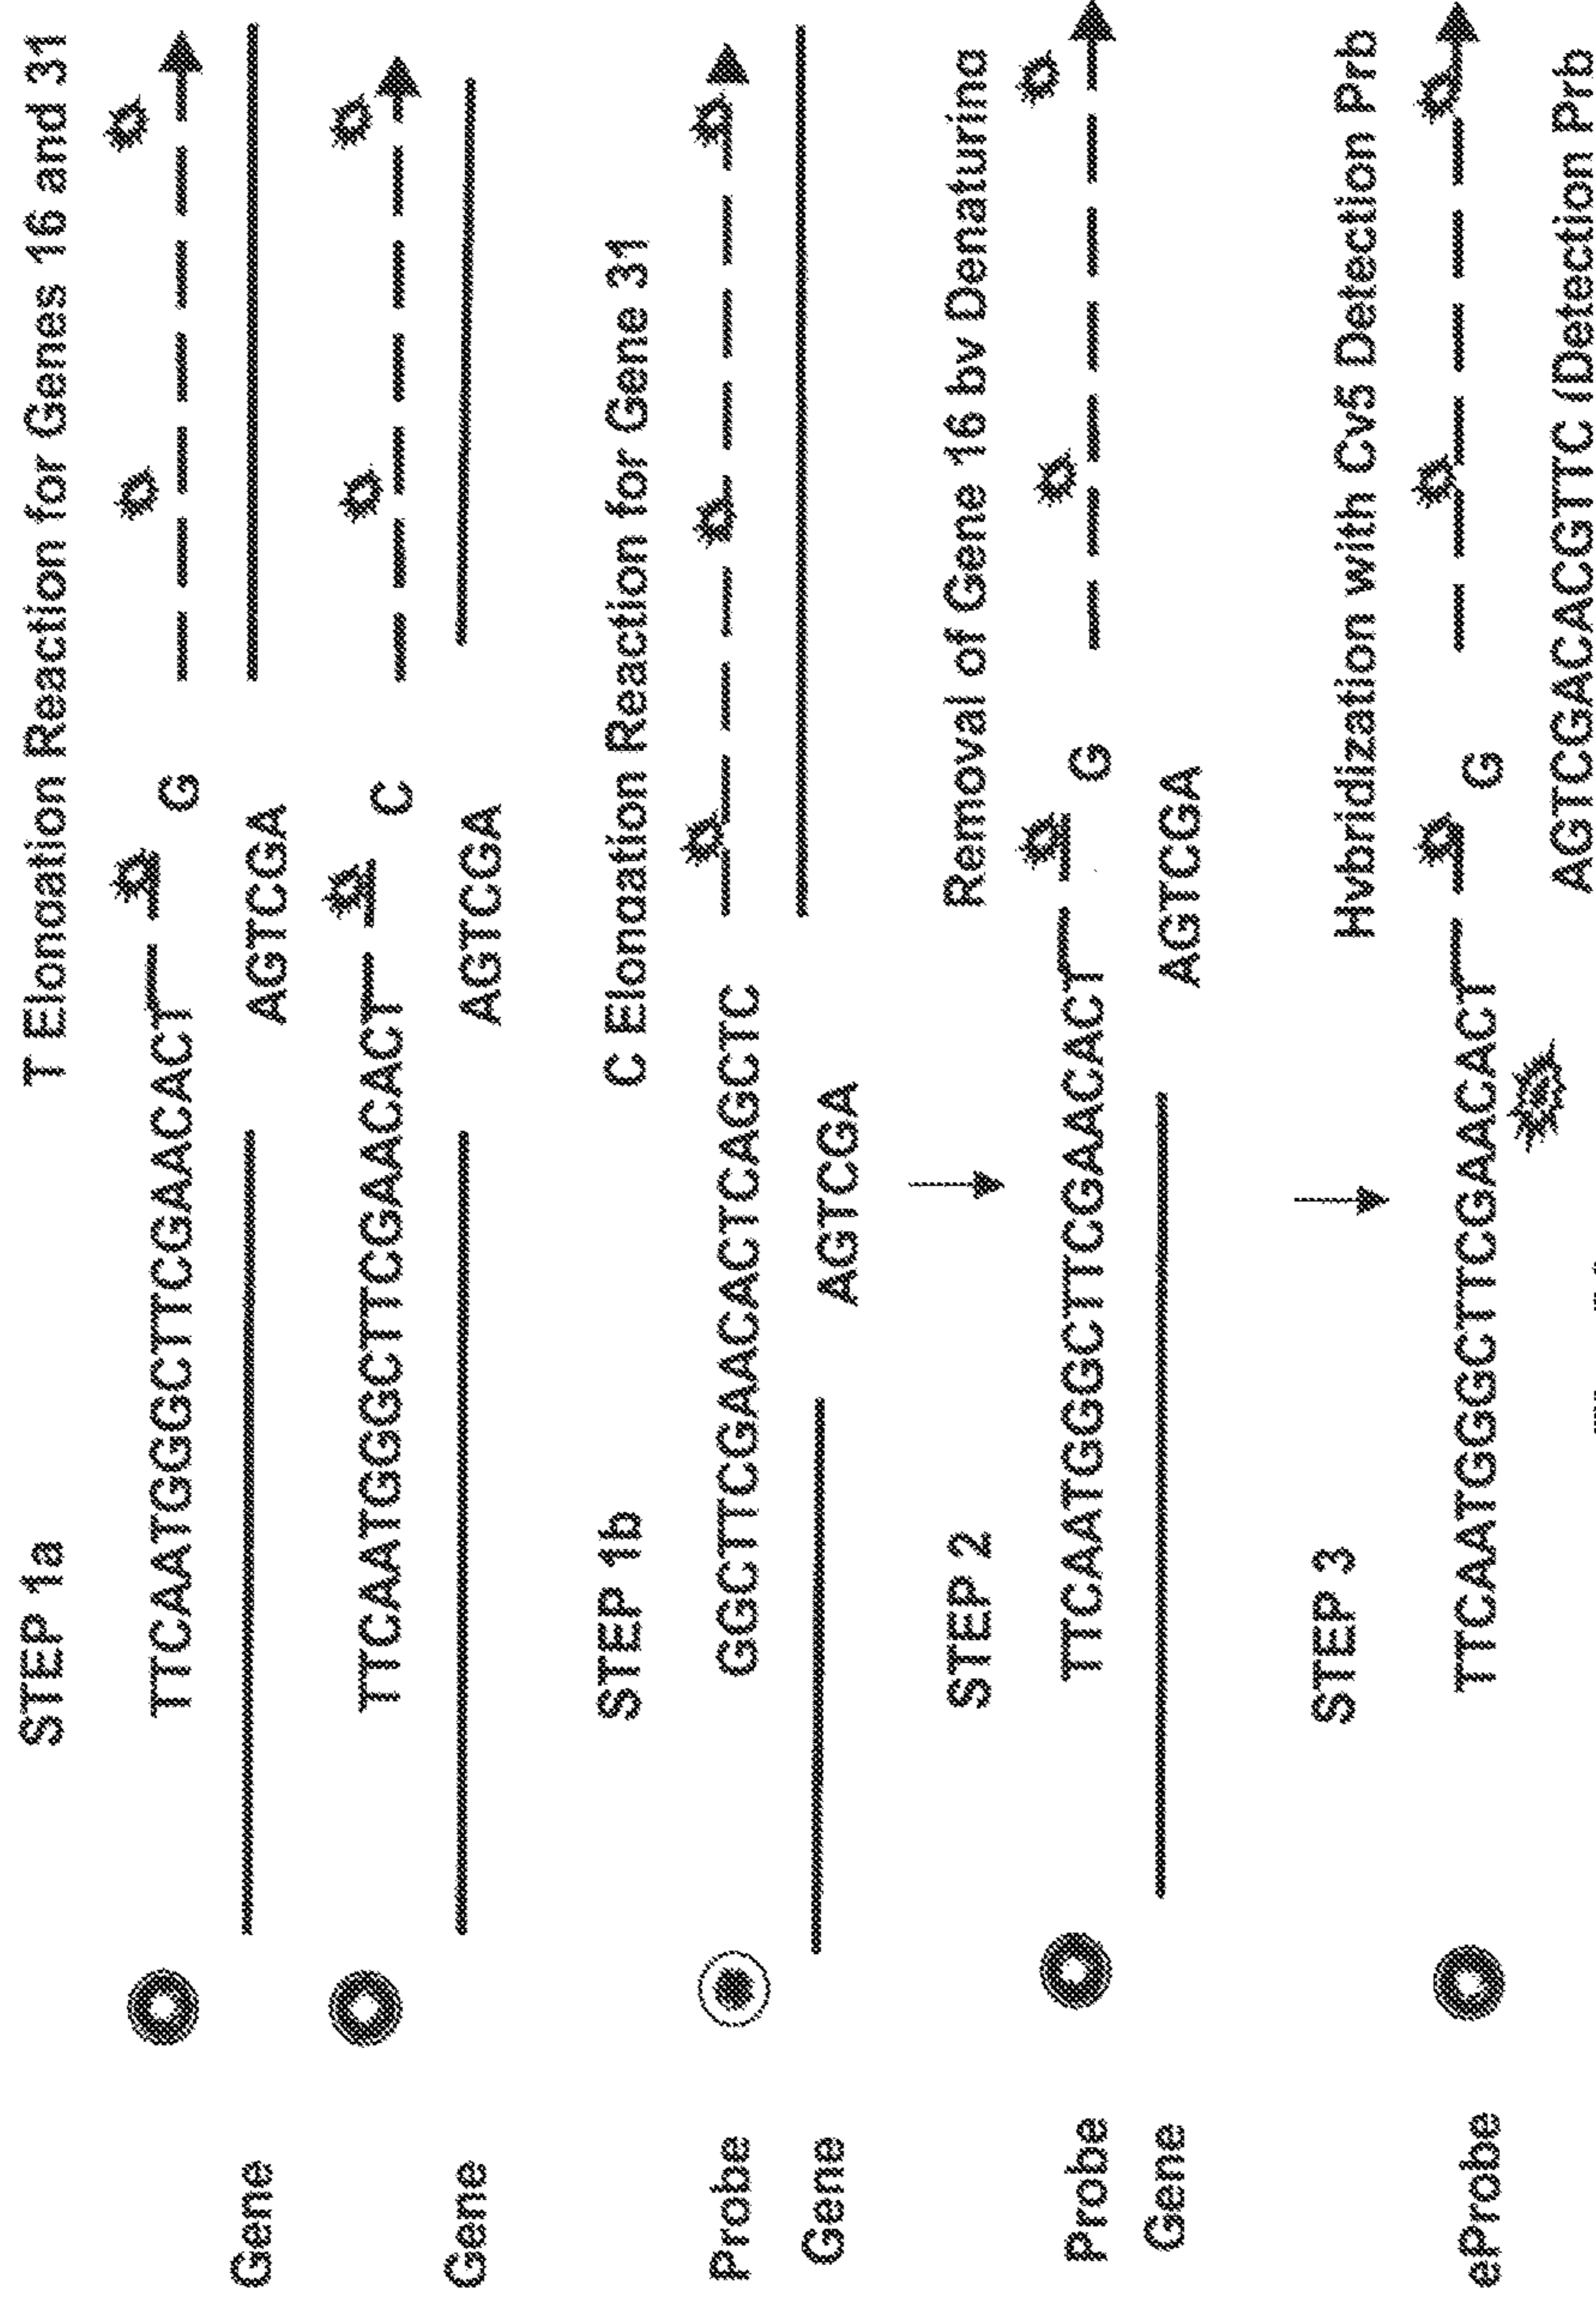 STEP 1a T Elongation Reaction for Genes 16 and 31
TTCAATGGGCTTCGAACACT G
Gene AGTCGA
TTCAATGGGCTTCGAACACT C
Gene AGTCGA
STEP 1b C Elongation Reaction for Gene 31
Probe GGCTTCGAACACTCAGCTC
Gene AGTCGA
STEP 2 Removal of Gene 16 by Denaturing
Probe TTCAATGGGCTTCGAACACT G
Gene AGTCGA
STEP 3 Hybridization with Cy5 Detection Prb
eProbe TTCAATGGGCTTCGAACACT G
AGTCGACACGTTC (Detection Prb